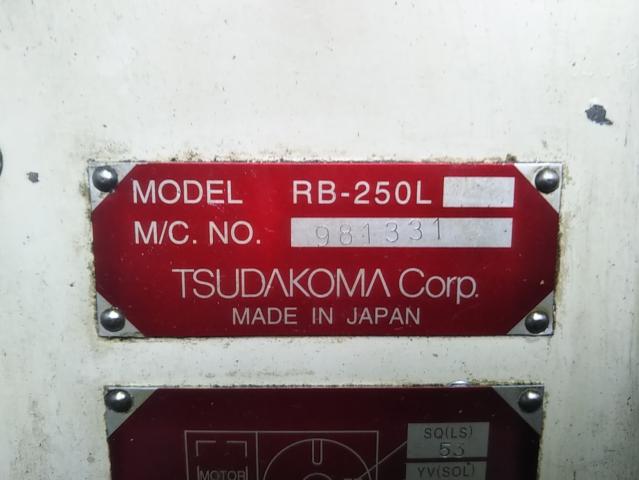 MODEL RB-250L
M/C. NO. 981331
TSUDAKOMA Corp.
MADE IN JAPAN
SQ(LS)
53
MOTOR
YV(SOL)